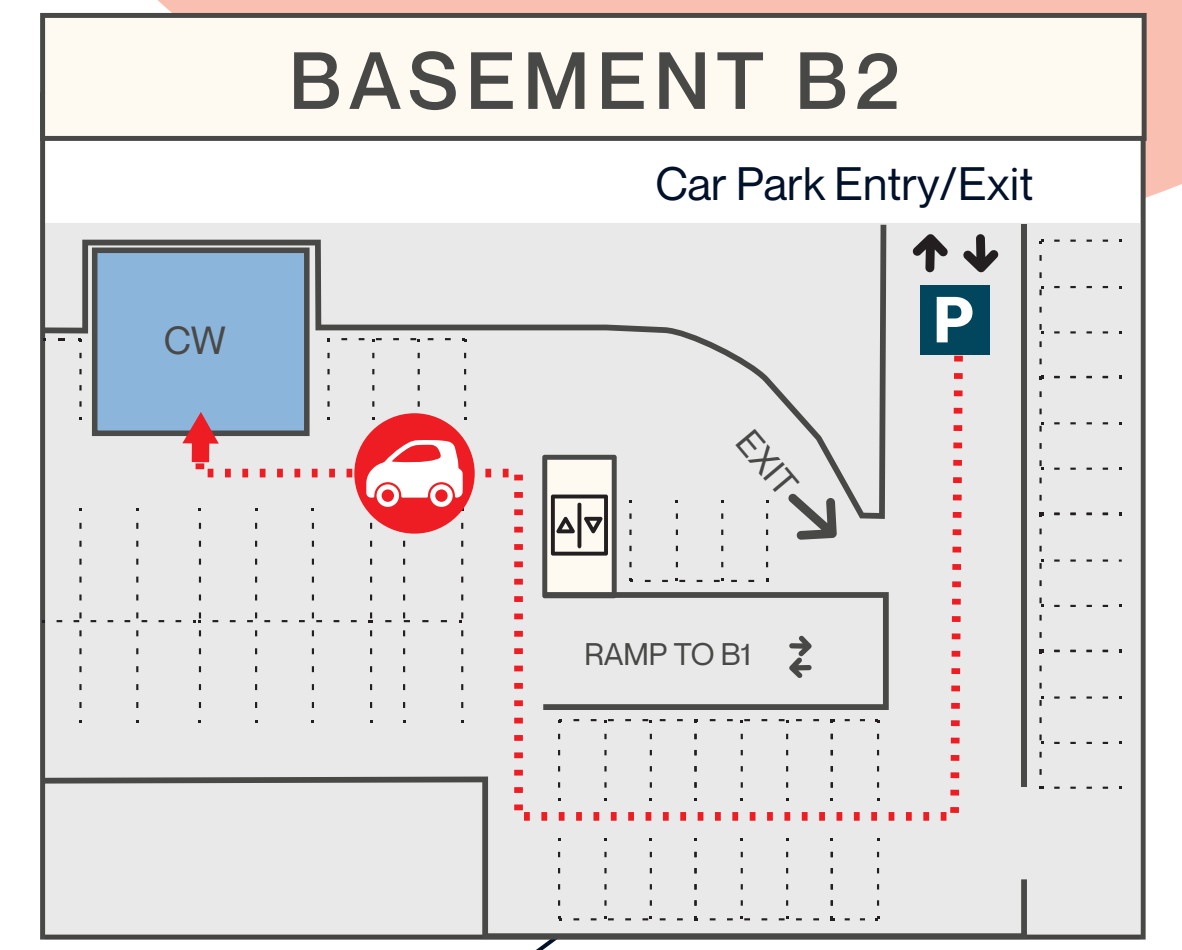 BASEMENT B2
Car Park Entry/Exit
P
CW
EXIT
RAMP TO B1